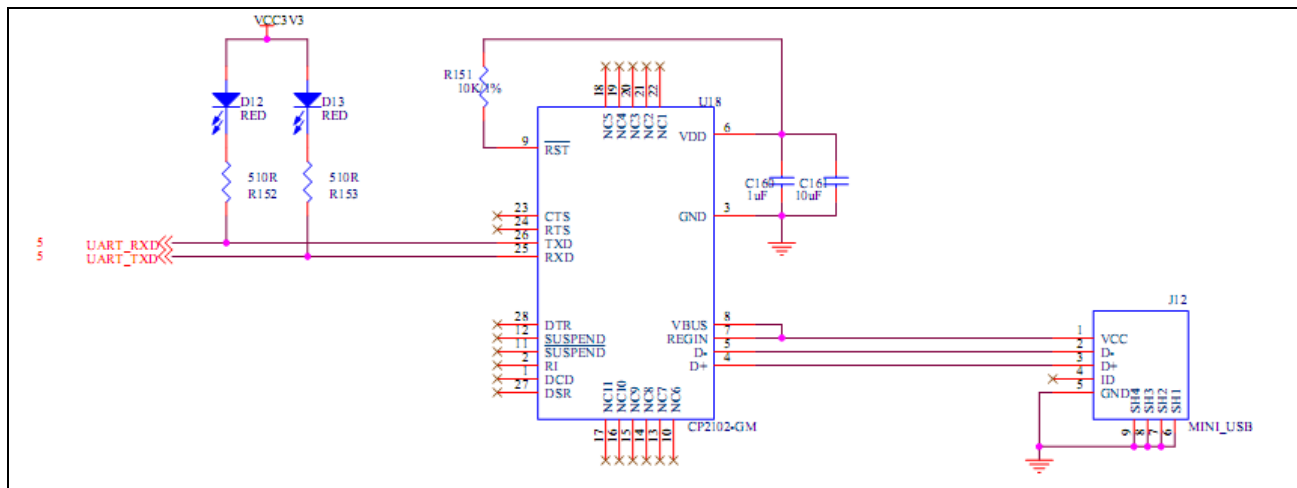 VCC3V3
D12
RED
D13
RED
510R
R152
510R
R153
R151
10K/1%
18 19 20 21 22
NC5 NC4 NC3 NC2 NC1
U18
9 RST
VDD 6
C160
1uF
C161
10uF
GND 3
23 CTS
24 RTS
26 TXD
25 RXD
5 UART_RXD
5 UART_TXD
28 DTR
12 SUSPEND
11 SUSPEND
2 RI
1 DCD
27 DSR
VBUS 8
REGIN 7
D- 5
D+ 4
NC11 NC10 NC9 NC8 NC7 NC6
17 16 15 14 13 10
CP2102-GM
J12
1 VCC
2 D-
3 D+
4 ID
5 GND
SH4 SH3 SH2 SH1
9 8 7 6
MINI_USB